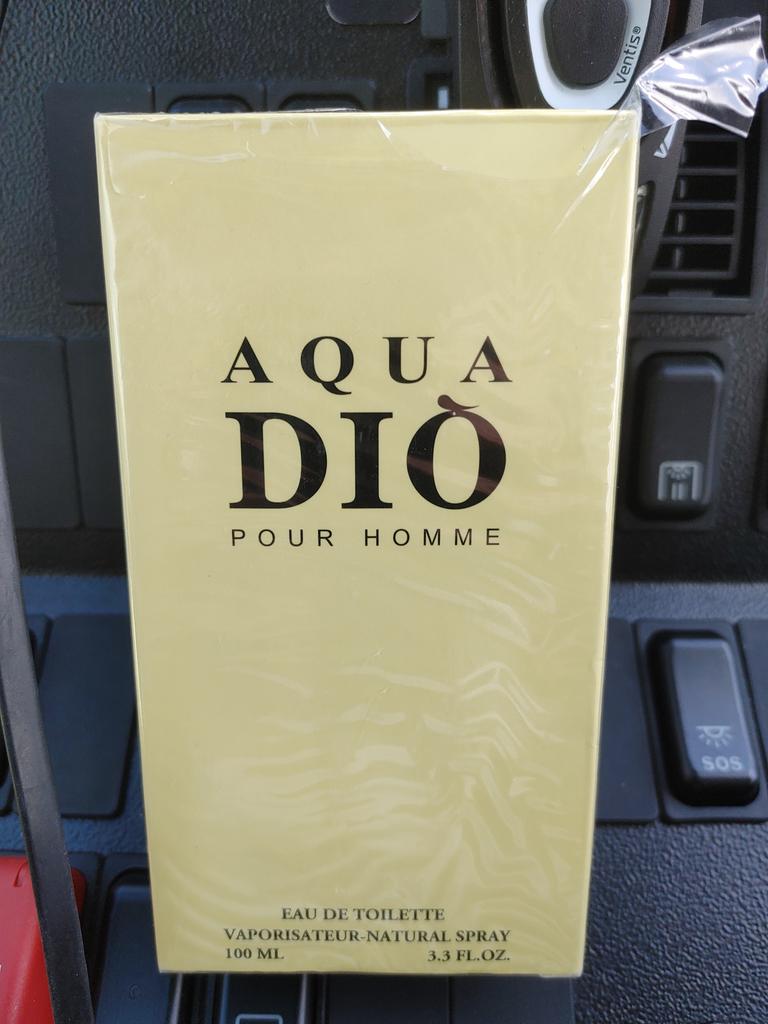 Ventis®
AQUA
DIÒ
POUR HOMME
SOS
EAU DE TOILETTE
VAPORISATEUR-NATURAL SPRAY
100 ML 3.3 FL.OZ.